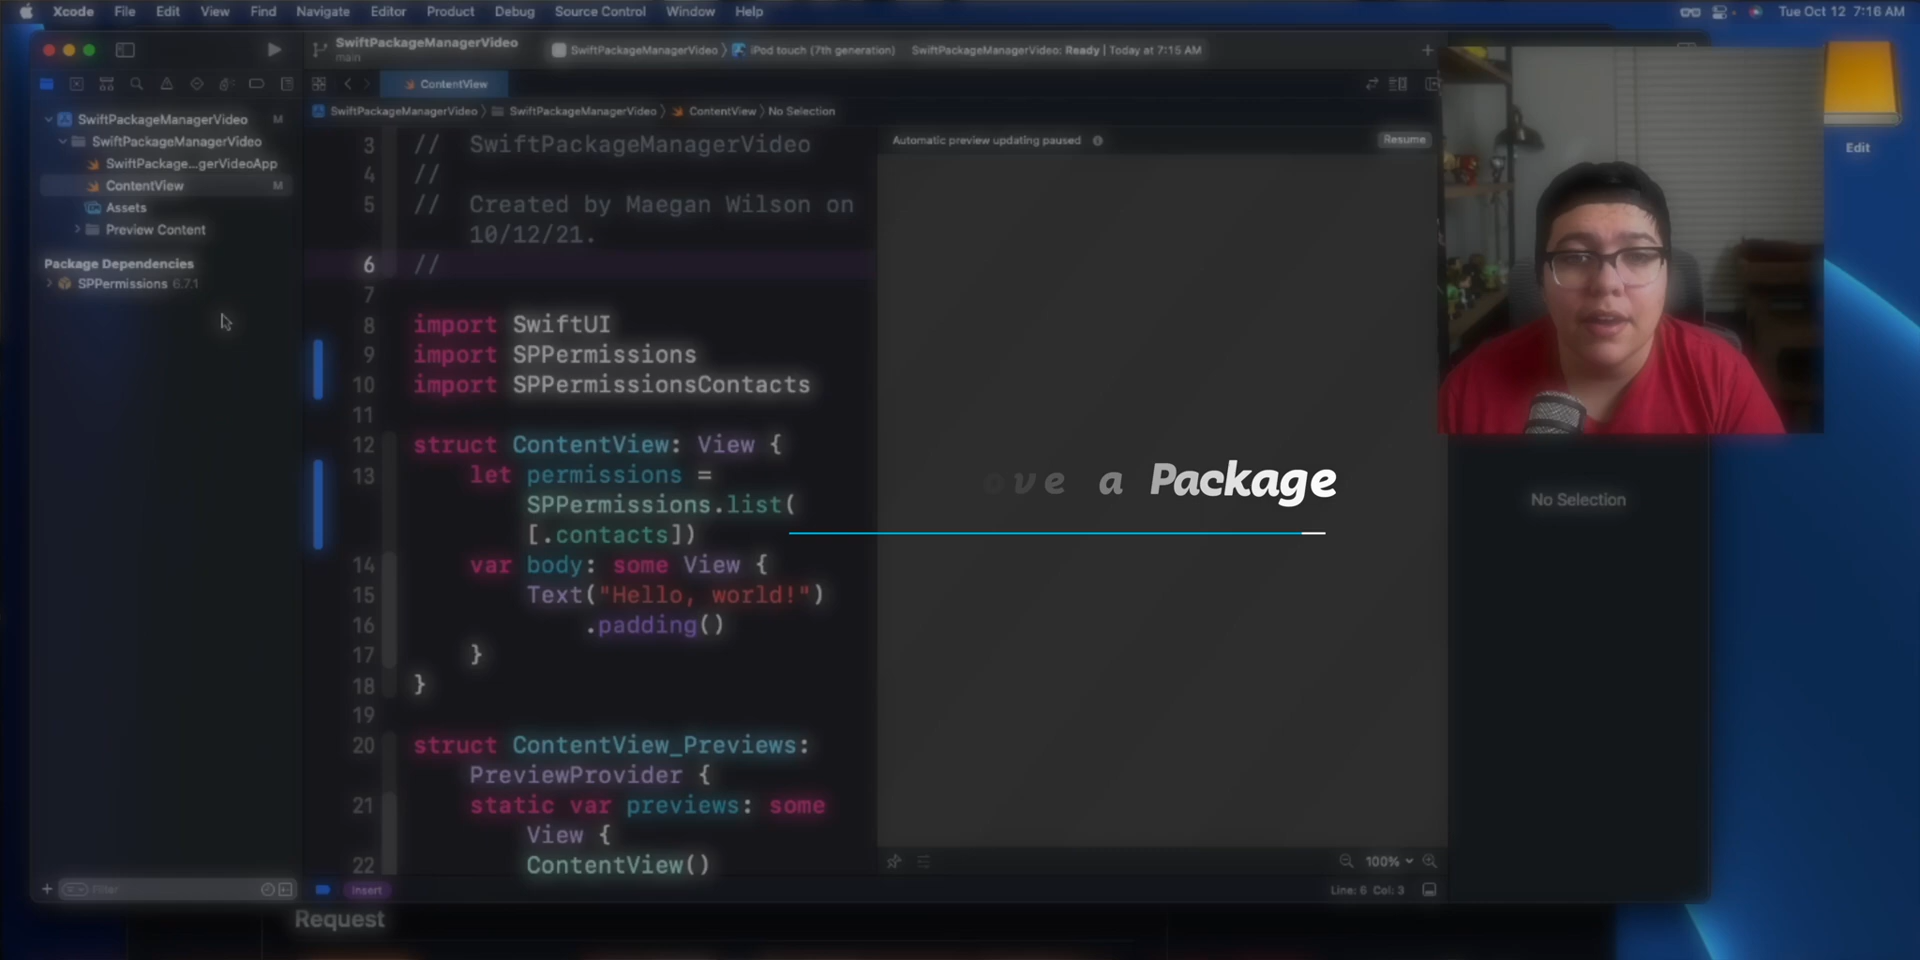 Xcode File Edit View Find Navigate Editor Product Debug Source Control Window Help Tue Oct 12 7:16 AM
SwiftPackageManagerVideo
main
SwiftPackageManagerVideo iPod touch (7th generation) SwiftPackageManagerVideo: Ready | Today at 7:15 AM
ContentView
SwiftPackageManagerVideo SwiftPackageManagerVideo ContentView No Selection
SwiftPackageManagerVideo M
SwiftPackageManagerVideo
SwiftPackage...gerVideoApp
ContentView M
Assets
Preview Content
Package Dependencies
SPPermissions 6.7.1
Filter
3 // SwiftPackageManagerVideo
4 //
5 // Created by Maegan Wilson on
10/12/21.
6 //
7
8 import SwiftUI
9 import SPPermissions
10 import SPPermissionsContacts
11
12 struct ContentView: View {
13 let permissions =
SPPermissions.list(
[.contacts])
14 var body: some View {
15 Text("Hello, world!")
16 .padding()
17 }
18 }
19
20 struct ContentView_Previews:
PreviewProvider {
21 static var previews: some
View {
22 ContentView()
Insert
Automatic preview updating paused
Resume
ove a Package
100%
Line: 6 Col: 3
No Selection
Edit
Request